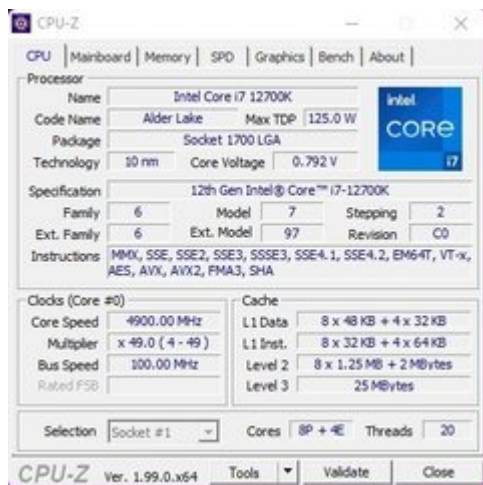 CPU-Z
CPU Mainboard Memory SPD Graphics Bench About
Processor
Name Intel Core i7 12700K
Code Name Alder Lake Max TDP 125.0 W
Package Socket 1700 LGA
Technology 10 nm Core Voltage 0.792 V
intel
CORE
i7
Specification 12th Gen Intel® Core™ i7-12700K
Family 6 Model 7 Stepping 2
Ext. Family 6 Ext. Model 97 Revision C0
Instructions MMX, SSE, SSE2, SSE3, SSSE3, SSE4.1, SSE4.2, EM64T, VT-x,
AES, AVX, AVX2, FMA3, SHA
Clocks (Core #0)
Core Speed 4900.00 MHz
Multiplier x 49.0 ( 4 - 49 )
Bus Speed 100.00 MHz
Rated FSB
Cache
L1 Data 8 x 48 KB + 4 x 32 KB
L1 Inst. 8 x 32 KB + 4 x 64 KB
Level 2 8 x 1.25 MB + 2 MBytes
Level 3 25 MBytes
Selection Socket #1 Cores 8P + 4E Threads 20
CPU-Z Ver. 1.99.0.x64 Tools Validate Close